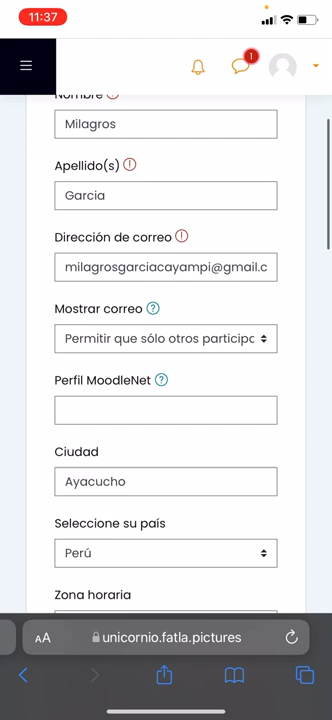 11:37
1
Nombre
Milagros
Apellido(s)
Garcia
Dirección de correo
milagrosgarciacayampi@gmail.c
Mostrar correo
Permitir que sólo otros participc
Perfil MoodleNet
Ciudad
Ayacucho
Seleccione su país
Perú
Zona horaria
AA unicornio.fatla.pictures